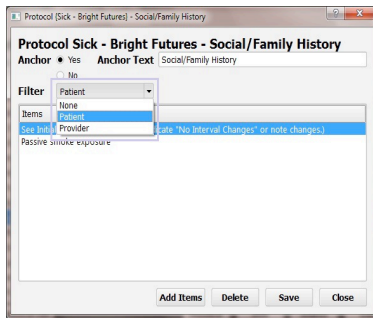 Protocol (Sick - Bright Futures) - Social/Family History
Protocol Sick - Bright Futures - Social/Family History
Anchor Yes Anchor Text Social/Family History
No
Filter Patient
None
Items
Patient
See Initial cate "No Interval Changes" or note changes.)
Provider
Passive smoke exposure
Add Items Delete Save Close